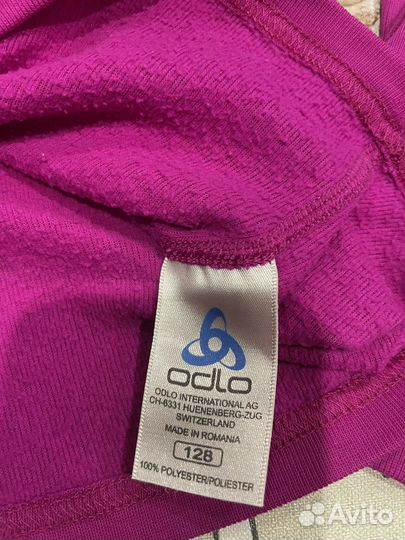 odlo
ODLO INTERNATIONAL AG
CH-6331 HUENENBERG-ZUG
SWITZERLAND
MADE IN ROMANIA
128
100% POLYESTER/POLIESTER
Avito